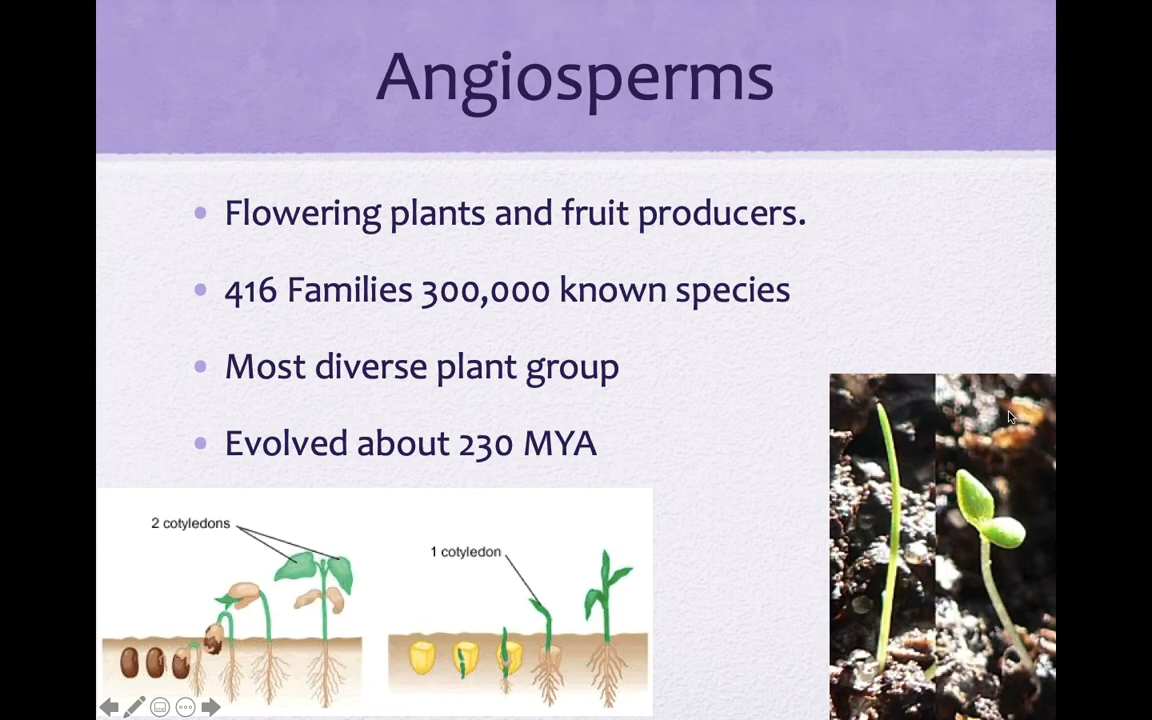 Angiosperms
• Flowering plants and fruit producers.
• 416 Families 300,000 known species
• Most diverse plant group
• Evolved about 230 MYA
2 cotyledons
1 cotyledon